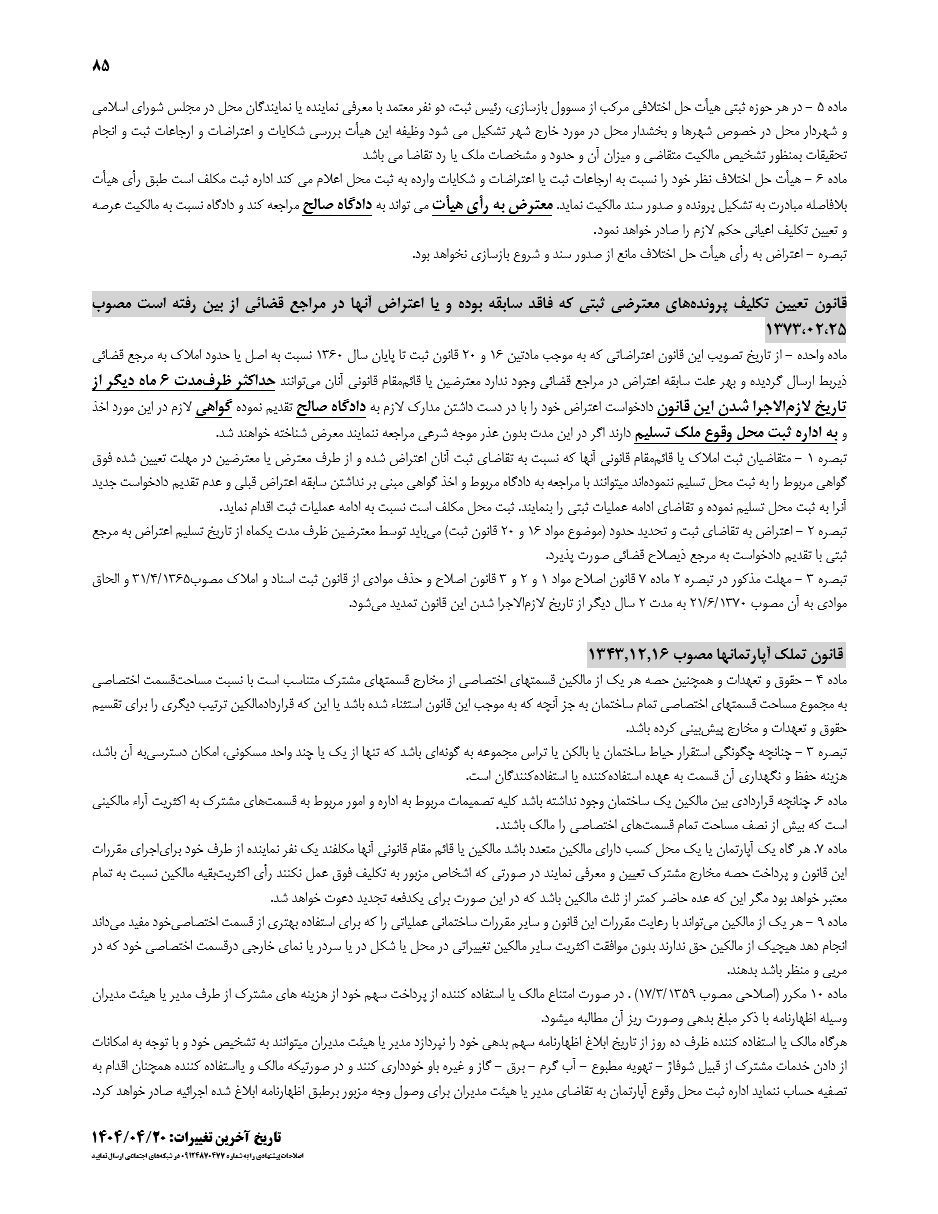 ۸۵
ماده ۵ – در هر حوزه ثبتی هیأت حل اختلافی مرکب از مسوول بازسازی، رئیس ثبت، دو نفر معتمد با معرفی نماینده یا نمایندگان محل در مجلس شورای اسلامی
و شهردار محل در خصوص شهرها و بخشدار محل در مورد خارج شهر تشکیل می شود وظیفه این هیأت بررسی شکایات و اعتراضات و ارجاعات ثبت و انجام
تحقیقات بمنظور تشخیص مالکیت متقاضی و میزان آن و حدود و مشخصات ملک یا رد تقاضا می باشد
ماده ۶ – هیأت حل اختلاف نظر خود را نسبت به ارجاعات ثبت یا اعتراضات و شکایات وارده به ثبت محل اعلام می کند اداره ثبت مکلف است طبق رأی هیأت
بلافاصله مبادرت به تشکیل پرونده و صدور سند مالکیت نماید. معترض به رأی هیأت می تواند به دادگاه صالح مراجعه کند و دادگاه نسبت به مالکیت عرصه
و تعیین تکلیف اعیانی حکم لازم را صادر خواهد نمود.
تبصره – اعتراض به رأی هیأت حل اختلاف مانع از صدور سند و شروع بازسازی نخواهد بود.
قانون تعیین تکلیف پرونده‌های معترضی ثبتی که فاقد سابقه بوده و یا اعتراض آنها در مراجع قضائی از بین رفته است مصوب
۱۳۷۳،۰۲،۲۵
ماده واحده – از تاریخ تصویب این قانون اعتراضاتی که به موجب مادتین ۱۶ و ۲۰ قانون ثبت تا پایان سال ۱۳۶۰ نسبت به اصل یا حدود املاک به مرجع قضائی
ذیربط ارسال گردیده و بهر علت سابقه اعتراض در مراجع قضائی وجود ندارد معترضین یا قائم‌مقام قانونی آنان می‌توانند حداکثر ظرف‌مدت ۶ ماه دیگر از
تاریخ لازم‌الاجرا شدن این قانون دادخواست اعتراض خود را با در دست داشتن مدارک لازم به دادگاه صالح تقدیم نموده گواهی لازم در این مورد اخذ
و به اداره ثبت محل وقوع ملک تسلیم دارند اگر در این مدت بدون عذر موجه شرعی مراجعه ننمایند معرض شناخته خواهند شد.
تبصره ۱ – متقاضیان ثبت املاک یا قائم‌مقام قانونی آنها که نسبت به تقاضای ثبت آنان اعتراض شده و از طرف معترض یا معترضین در مهلت تعیین شده فوق
گواهی مربوط را به ثبت محل تسلیم ننموده‌اند میتوانند با مراجعه به دادگاه مربوط و اخذ گواهی مبنی بر نداشتن سابقه اعتراض قبلی و عدم تقدیم دادخواست جدید
آنرا به ثبت محل تسلیم نموده و تقاضای ادامه عملیات ثبتی را بنمایند. ثبت محل مکلف است نسبت به ادامه عملیات ثبت اقدام نماید.
تبصره ۲ – اعتراض به تقاضای ثبت و تحدید حدود (موضوع مواد ۱۶ و ۲۰ قانون ثبت) می‌باید توسط معترضین ظرف مدت یکماه از تاریخ تسلیم اعتراض به مرجع
ثبتی با تقدیم دادخواست به مرجع ذیصلاح قضائی صورت پذیرد.
تبصره ۳ – مهلت مذکور در تبصره ۲ ماده ۷ قانون اصلاح مواد ۱ و ۲ و ۳ قانون اصلاح و حذف موادی از قانون ثبت اسناد و املاک مصوب۳۱/۴/۱۳۶۵ و الحاق
موادی به آن مصوب ۲۱/۶/۱۳۷۰ به مدت ۲ سال دیگر از تاریخ لازم‌الاجرا شدن این قانون تمدید می‌شود.
قانون تملک آپارتمانها مصوب ۱۳۴۳,۱۲,۱۶
ماده ۴ – حقوق و تعهدات و همچنین حصه هر یک از مالکین قسمتهای اختصاصی از مخارج قسمتهای مشترک متناسب است با نسبت مساحت‌قسمت اختصاصی
به مجموع مساحت قسمتهای اختصاصی تمام ساختمان به جز آنچه که به موجب این قانون استثناء شده باشد یا این که قراردادمالکین ترتیب دیگری را برای تقسیم
حقوق و تعهدات و مخارج پیش‌بینی کرده باشد.
تبصره ۳ – چنانچه چگونگی استقرار حیاط ساختمان یا بالکن یا تراس مجموعه به گونه‌ای باشد که تنها از یک یا چند واحد مسکونی، امکان دسترسی‌به آن باشد،
هزینه حفظ و نگهداری آن قسمت به عهده استفاده‌کننده یا استفاده‌کنندگان است.
ماده ۶. چنانچه قراردادی بین مالکین یک ساختمان وجود نداشته باشد کلیه تصمیمات مربوط به اداره و امور مربوط به قسمت‌های مشترک به اکثریت آراء مالکینی
است که بیش از نصف مساحت تمام قسمت‌های اختصاصی را مالک باشند.
ماده ۷. هر گاه یک آپارتمان یا یک محل کسب دارای مالکین متعدد باشد مالکین یا قائم مقام قانونی آنها مکلفند یک نفر نماینده از طرف خود برای‌اجرای مقررات
این قانون و پرداخت حصه مخارج مشترک تعیین و معرفی نمایند در صورتی که اشخاص مزبور به تکلیف فوق عمل نکنند رأی اکثریت‌بقیه مالکین نسبت به تمام
معتبر خواهد بود مگر این که عده حاضر کمتر از ثلث مالکین باشد که در این صورت برای یکدفعه تجدید دعوت خواهد شد.
ماده ۹ – هر یک از مالکین می‌تواند با رعایت مقررات این قانون و سایر مقررات ساختمانی عملیاتی را که برای استفاده بهتری از قسمت اختصاصی‌خود مفید می‌داند
انجام دهد هیچیک از مالکین حق ندارند بدون موافقت اکثریت سایر مالکین تغییراتی در محل یا شکل در یا سردر یا نمای خارجی درقسمت اختصاصی خود که در
مریی و منظر باشد بدهند.
ماده ۱۰ مکرر (اصلاحی مصوب ۱۷/۳/۱۳۵۹) . در صورت امتناع مالک یا استفاده کننده از پرداخت سهم خود از هزینه های مشترک از طرف مدیر یا هیئت مدیران
وسیله اظهارنامه با ذکر مبلغ بدهی وصورت ریز آن مطالبه میشود.
هرگاه مالک یا استفاده کننده ظرف ده روز از تاریخ ابلاغ اظهارنامه سهم بدهی خود را نپردازد مدیر یا هیئت مدیران میتوانند به تشخیص خود و با توجه به امکانات
از دادن خدمات مشترک از قبیل شوفاژ – تهویه مطبوع – آب گرم – برق – گاز و غیره باو خودداری کنند و در صورتیکه مالک و یااستفاده کننده همچنان اقدام به
تصفیه حساب ننماید اداره ثبت محل وقوع آپارتمان به تقاضای مدیر یا هیئت مدیران برای وصول وجه مزبور برطبق اظهارنامه ابلاغ شده اجرائیه صادر خواهد کرد.
تاریخ آخرین تغییرات: ۱۴۰۴/۰۴/۲۰
اصلاحات پیشنهادی را به شماره ۰۹۱۲۴۸۷۰۴۷۷ در شبکه‌های اجتماعی ارسال نمایید